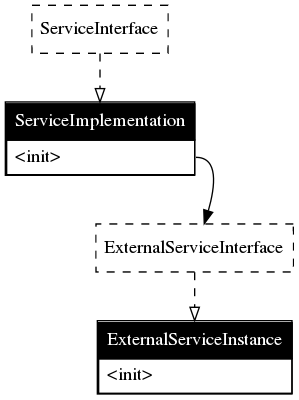 ServiceInterface
ServiceImplementation
<init>
ExternalServiceInterface
ExternalServiceInstance
<init>